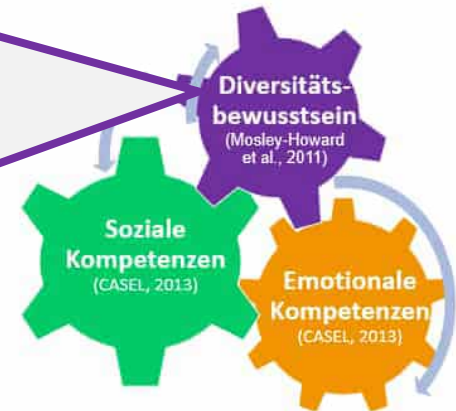 Diversitäts-
bewusstsein
(Mosley-Howard
et al., 2011)
Soziale
Kompetenzen
(CASEL, 2013)
Emotionale
Kompetenzen
(CASEL, 2013)